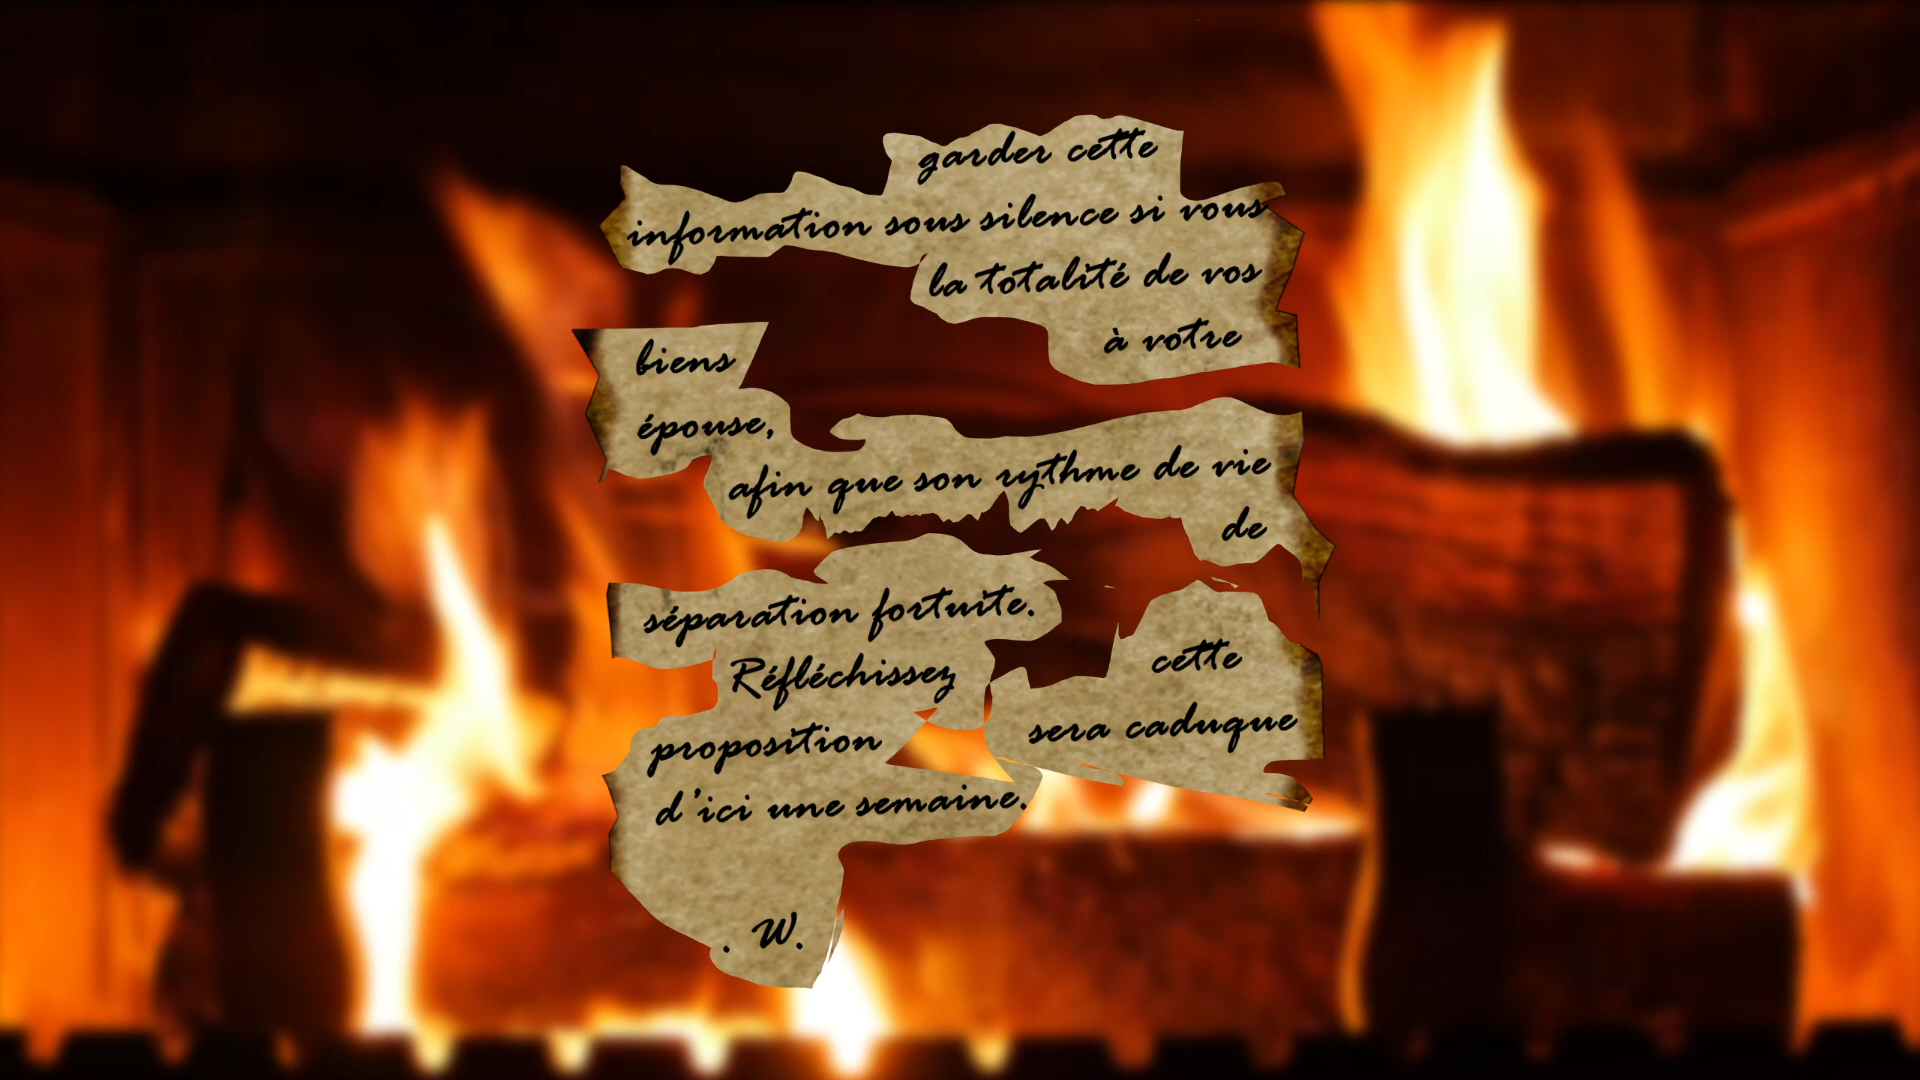 garder cette
information sous silence si vous
la totalité de vos
biens à votre
épouse,
afin que son rythme de vie
de
séparation fortuite.
Réfléchissez cette
proposition sera caduque
d'ici une semaine.
. W.